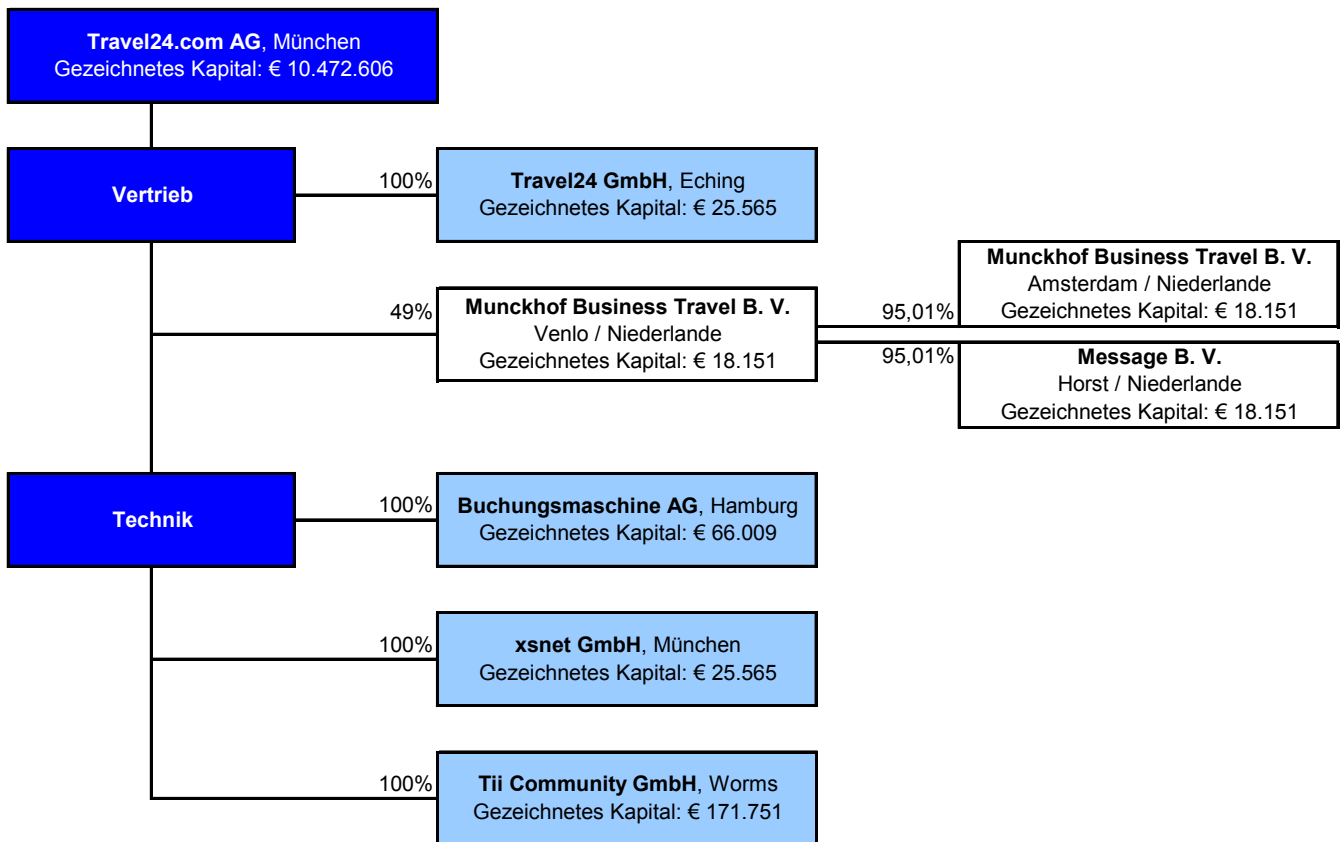 Travel24.com AG, München
Gezeichnetes Kapital: € 10.472.606
Vertrieb
100%
Travel24 GmbH, Eching
Gezeichnetes Kapital: € 25.565
49%
Munckhof Business Travel B. V.
Venlo / Niederlande
Gezeichnetes Kapital: € 18.151
95,01%
Munckhof Business Travel B. V.
Amsterdam / Niederlande
Gezeichnetes Kapital: € 18.151
95,01%
Message B. V.
Horst / Niederlande
Gezeichnetes Kapital: € 18.151
Technik
100%
Buchungsmaschine AG, Hamburg
Gezeichnetes Kapital: € 66.009
100%
xsnet GmbH, München
Gezeichnetes Kapital: € 25.565
100%
Tii Community GmbH, Worms
Gezeichnetes Kapital: € 171.751